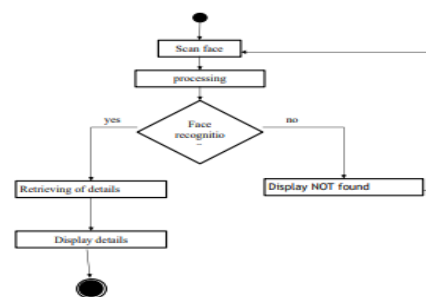 Scan face
processing
yes
Face
recognitio
no
Retrieving of details
Display NOT found
Display details